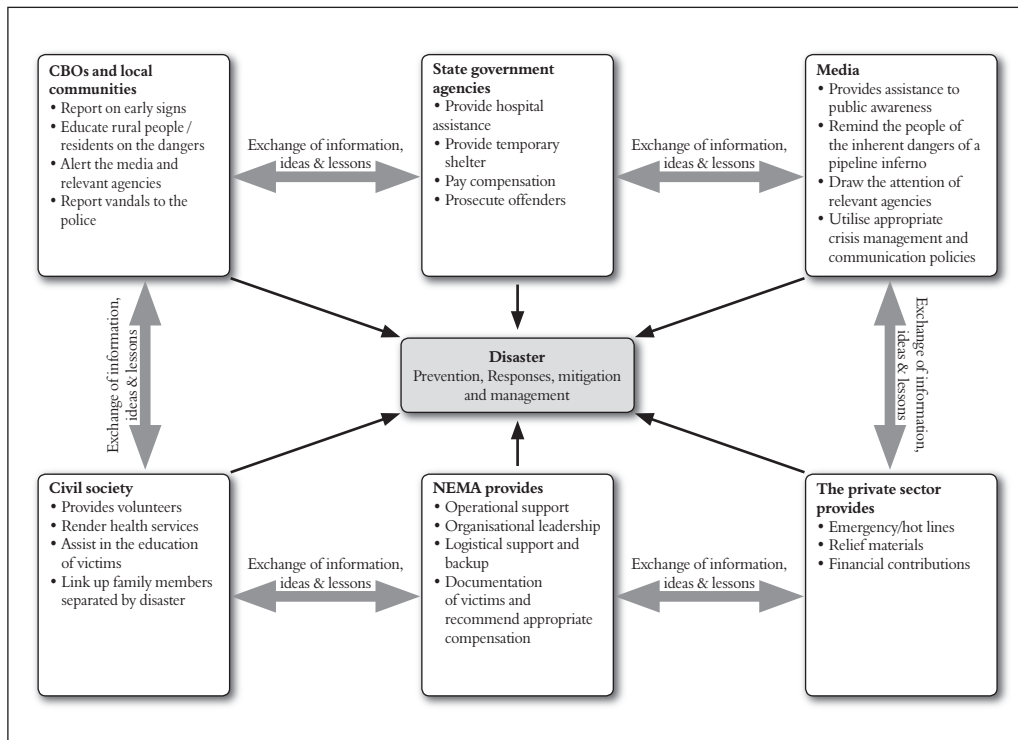 CBOs and local
communities
• Report on early signs
• Educate rural people /
residents on the dangers
• Alert the media and
relevant agencies
• Report vandals to the
police
Exchange of information,
ideas & lessons
State government
agencies
• Provide hospital
assistance
• Provide temporary
shelter
• Pay compensation
• Prosecute offenders
Exchange of information,
ideas & lessons
Media
• Provides assistance to
public awareness
• Remind the people of
the inherent dangers of a
pipeline inferno
• Draw the attention of
relevant agencies
• Utilise appropriate
crisis management and
communication policies
Exchange of information,
ideas & lessons
Disaster
Prevention, Responses, mitigation
and management
Exchange of information,
ideas & lessons
Civil society
• Provides volunteers
• Render health services
• Assist in the education
of victims
• Link up family members
separated by disaster
Exchange of information,
ideas & lessons
NEMA provides
• Operational support
• Organisational leadership
• Logistical support and
backup
• Documentation
of victims and
recommend appropriate
compensation
Exchange of information,
ideas & lessons
The private sector
provides
• Emergency/hot lines
• Relief materials
• Financial contributions